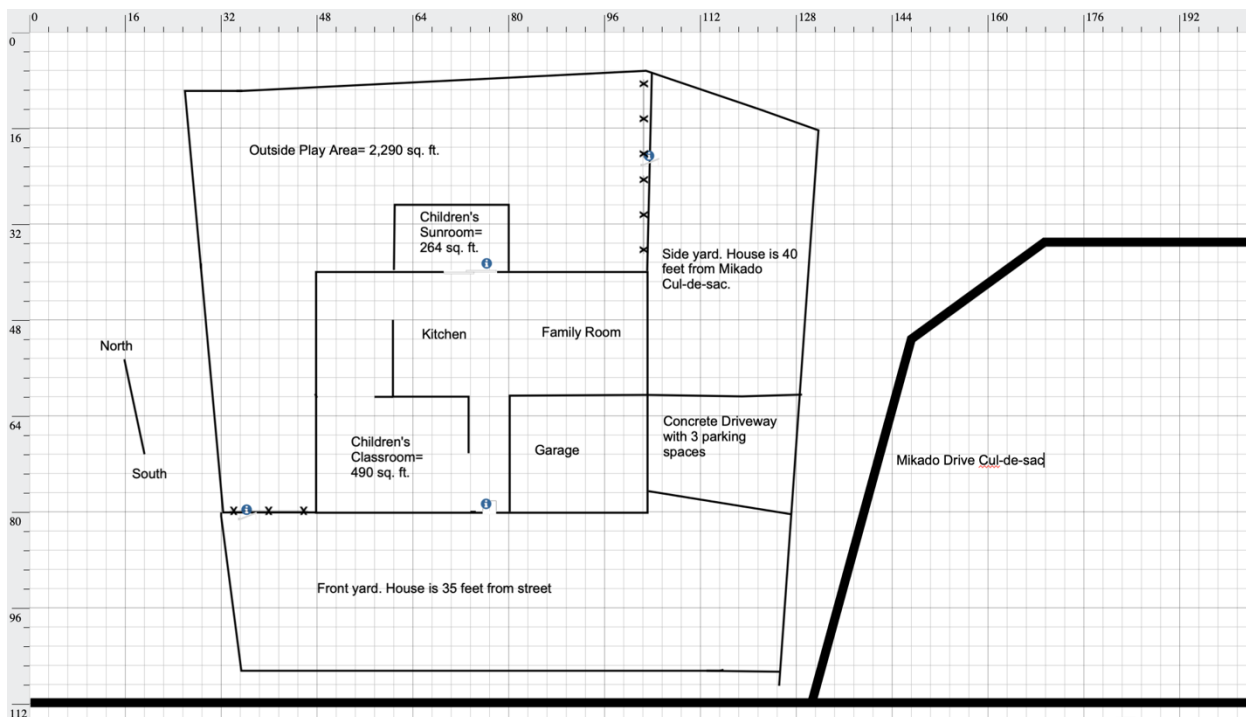 0 16 32 48 64 80 96 112 128 144 160 176 192
0
16
32
48
64
80
96
112
Outside Play Area= 2,290 sq. ft.
Children's
Sunroom=
264 sq. ft.
Side yard. House is 40
feet from Mikado
Cul-de-sac.
Kitchen
Family Room
North
South
Children's
Classroom=
490 sq. ft.
Garage
Concrete Driveway
with 3 parking
spaces
Mikado Drive Cul-de-sac
Front yard. House is 35 feet from street